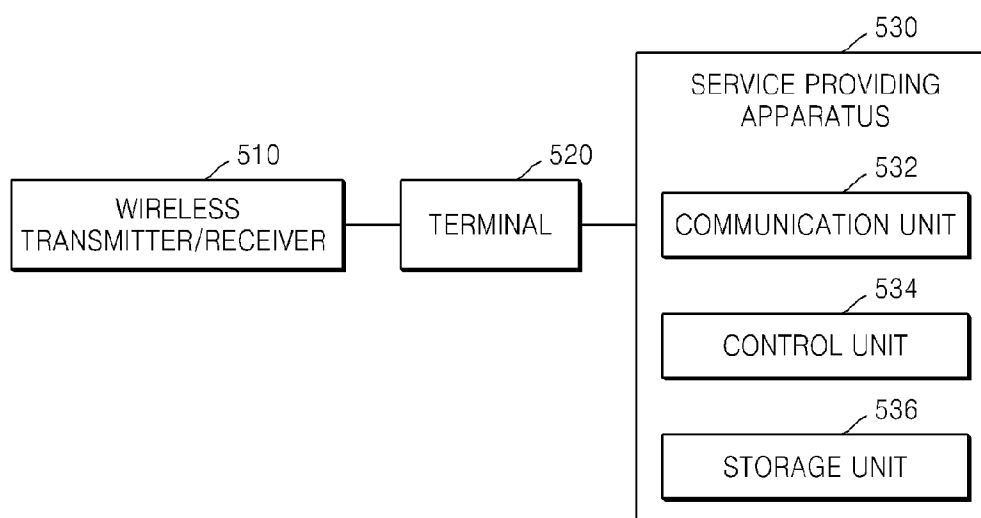 530
SERVICE PROVIDING
APPARATUS
510
WIRELESS
TRANSMITTER/RECEIVER
520
TERMINAL
532
COMMUNICATION UNIT
534
CONTROL UNIT
536
STORAGE UNIT